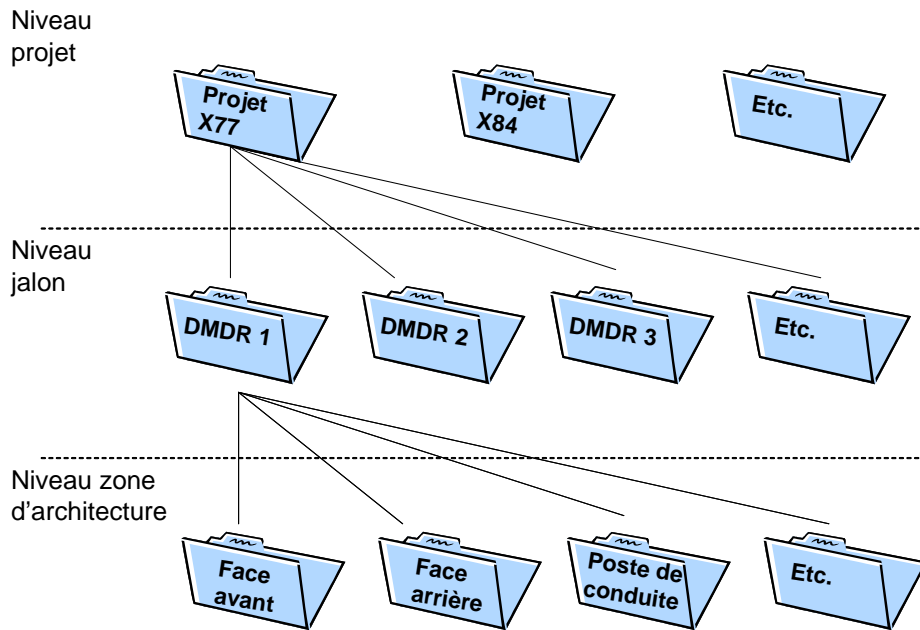 Niveau
projet
Projet
X77
Projet
X84
Etc.
Niveau
jalon
DMDR 1
DMDR 2
DMDR 3
Etc.
Niveau zone
d’architecture
Face
avant
Face
arrière
Poste de
conduite
Etc.